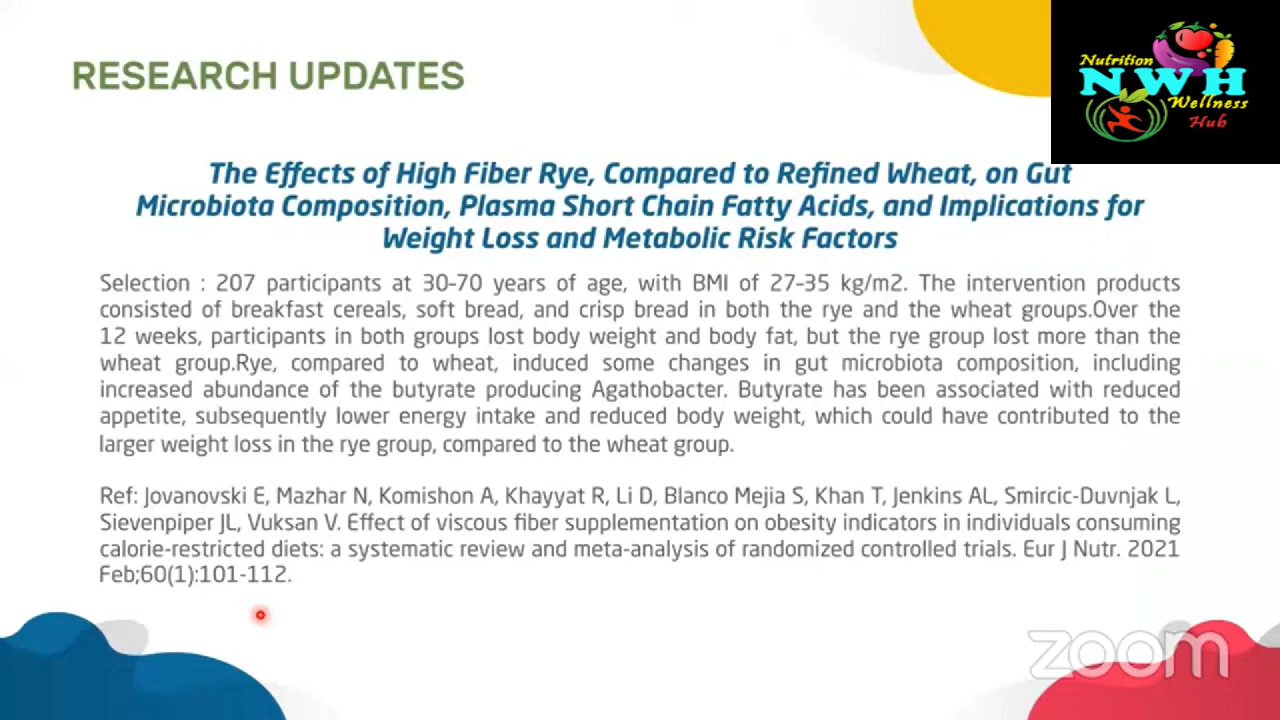 RESEARCH UPDATES
Nutrition
NWH
Wellness
Hub
The Effects of High Fiber Rye, Compared to Refined Wheat, on Gut
Microbiota Composition, Plasma Short Chain Fatty Acids, and Implications for
Weight Loss and Metabolic Risk Factors
Selection : 207 participants at 30-70 years of age, with BMI of 27-35 kg/m2. The intervention products
consisted of breakfast cereals, soft bread, and crisp bread in both the rye and the wheat groups.Over the
12 weeks, participants in both groups lost body weight and body fat, but the rye group lost more than the
wheat group.Rye, compared to wheat, induced some changes in gut microbiota composition, including
increased abundance of the butyrate producing Agathobacter. Butyrate has been associated with reduced
appetite, subsequently lower energy intake and reduced body weight, which could have contributed to the
larger weight loss in the rye group, compared to the wheat group.
Ref: Jovanovski E, Mazhar N, Komishon A, Khayyat R, Li D, Blanco Mejia S, Khan T, Jenkins AL, Smircic-Duvnjak L,
Sievenpiper JL, Vuksan V. Effect of viscous fiber supplementation on obesity indicators in individuals consuming
calorie-restricted diets: a systematic review and meta-analysis of randomized controlled trials. Eur J Nutr. 2021
Feb;60(1):101-112.
zoom